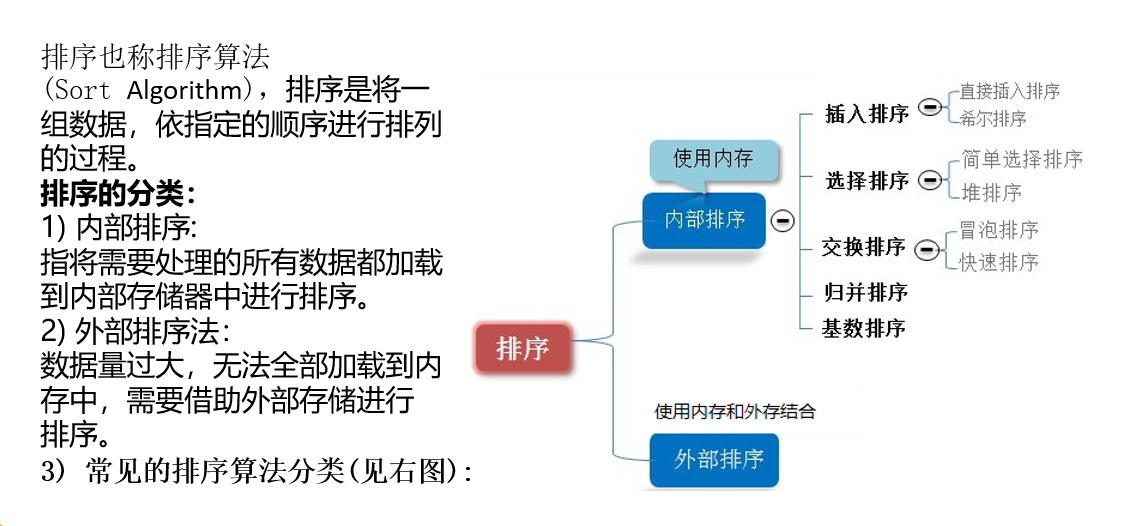 排序也称排序算法
(Sort Algorithm)，排序是将一
组数据，依指定的顺序进行排列
的过程。
排序的分类：
1) 内部排序:
指将需要处理的所有数据都加载
到内部存储器中进行排序。
2) 外部排序法：
数据量过大，无法全部加载到内
存中，需要借助外部存储进行
排序。
3) 常见的排序算法分类(见右图):
排序
使用内存
内部排序
插入排序
直接插入排序
希尔排序
选择排序
简单选择排序
堆排序
交换排序
冒泡排序
快速排序
归并排序
基数排序
使用内存和外存结合
外部排序